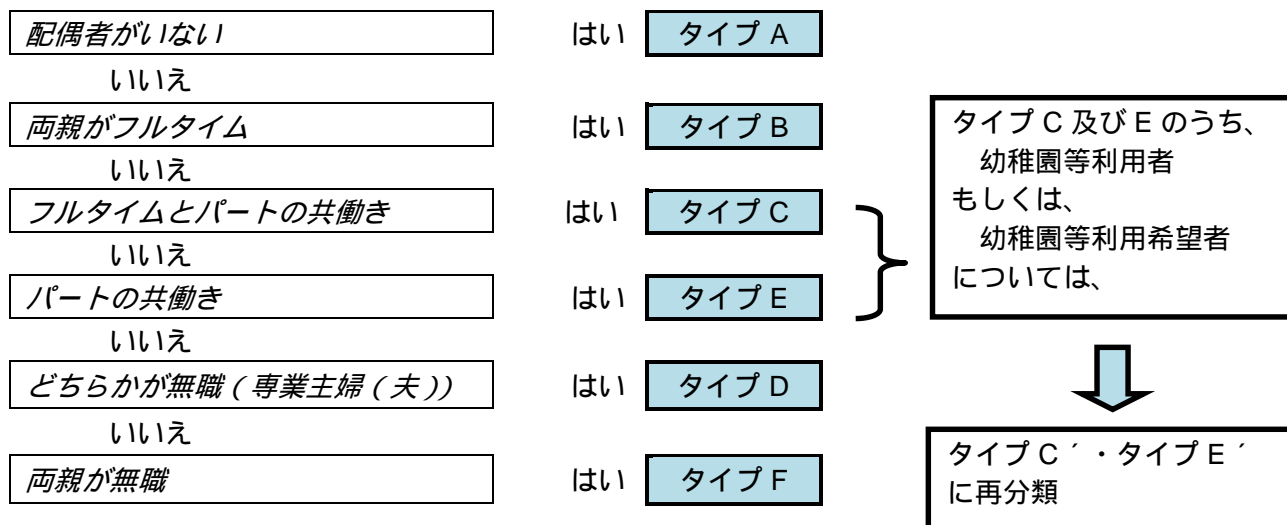 配偶者がいない はい タイプ A
いいえ
両親がフルタイム はい タイプ B
いいえ
フルタイムとパートの共働き はい タイプ C
いいえ
パートの共働き はい タイプ E
いいえ
どちらかが無職(専業主婦(夫)) はい タイプ D
いいえ
両親が無職 はい タイプ F
タイプ C 及び E のうち、
幼稚園等利用者
もしくは、
幼稚園等利用希望者
については、
タイプ C ´・タイプ E ´
に再分類